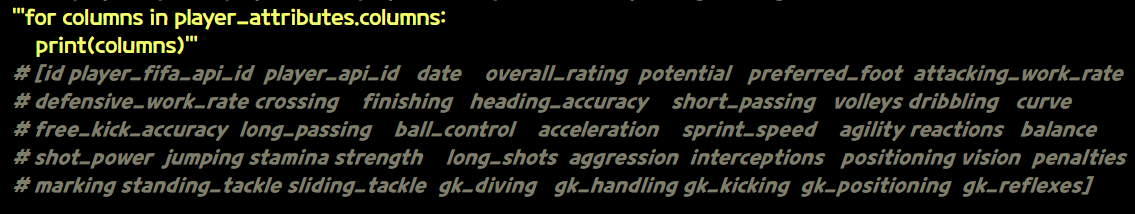 '''for columns in player_attributes.columns:
print(columns)'''
# [id player_fifa_api_id player_api_id date overall_rating potential preferred_foot attacking_work_rate
# defensive_work_rate crossing finishing heading_accuracy short_passing volleys dribbling curve
# free_kick_accuracy long_passing ball_control acceleration sprint_speed agility reactions balance
# shot_power jumping stamina strength long_shots aggression interceptions positioning vision penalties
# marking standing_tackle sliding_tackle gk_diving gk_handling gk_kicking gk_positioning gk_reflexes]